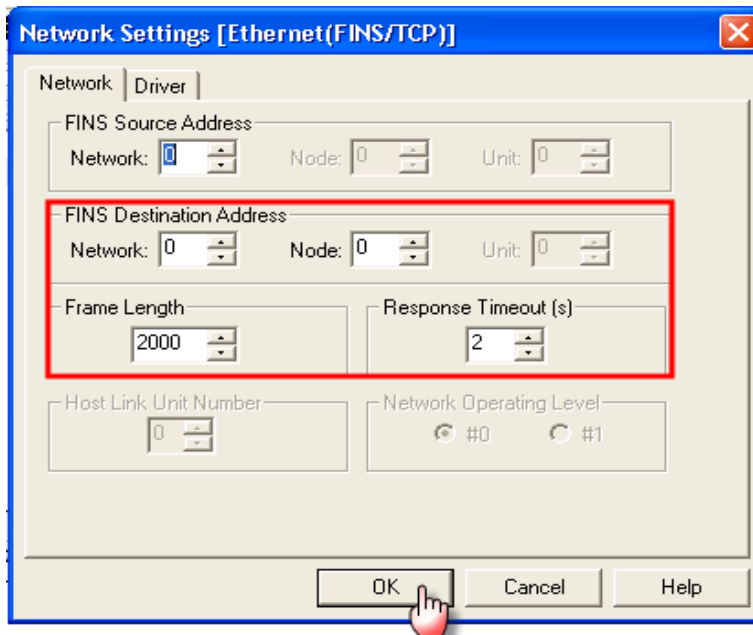 Network Settings [Ethernet(FINS/TCP)]
Network Driver
FINS Source Address
Network: 0 Node: 0 Unit: 0
FINS Destination Address
Network: 0 Node: 0 Unit: 0
Frame Length Response Timeout (s)
2000 2
Host Link Unit Number Network Operating Level
0 #0 #1
OK Cancel Help